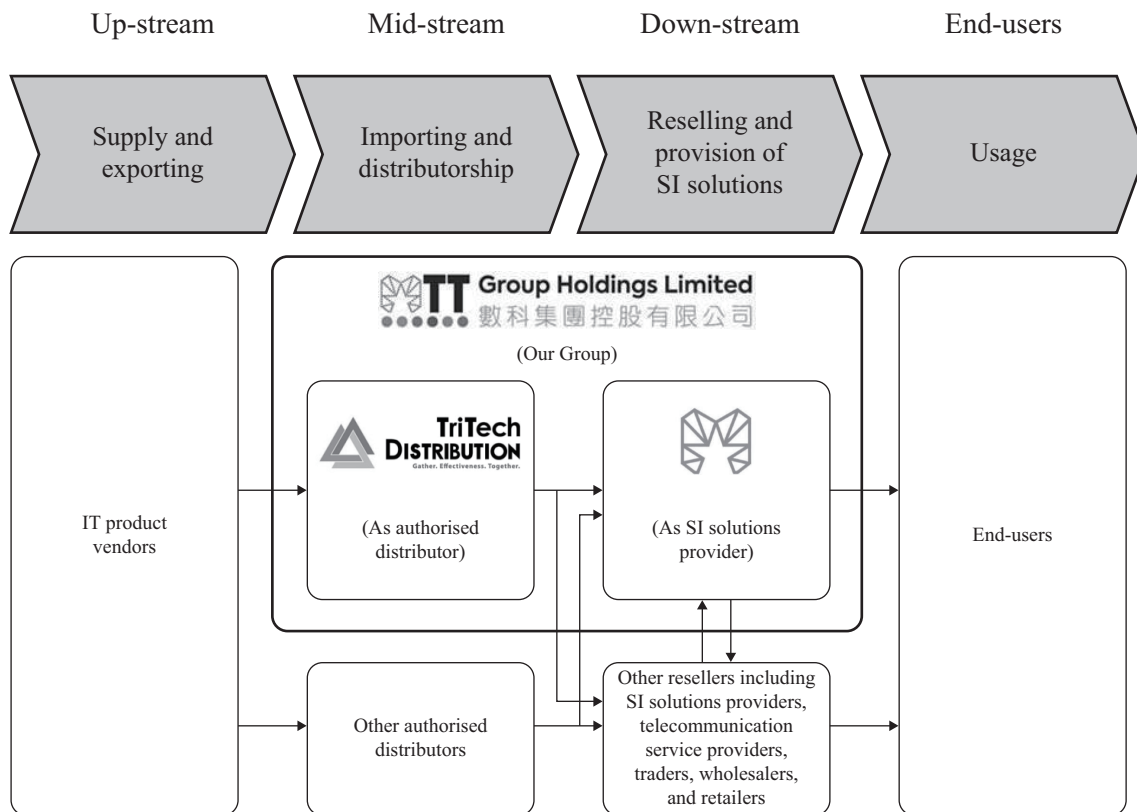 Up-stream
Mid-stream
Down-stream
End-users
Supply and
exporting
Importing and
distributorship
Reselling and
provision of
SI solutions
Usage
TT Group Holdings Limited
數科集團控股有限公司
(Our Group)
TriTech
DISTRIBUTION
Gather. Effectiveness. Together.
IT product
vendors
(As authorised
distributor)
(As SI solutions
provider)
End-users
Other authorised
distributors
Other resellers including
SI solutions providers,
telecommunication
service providers,
traders, wholesalers,
and retailers